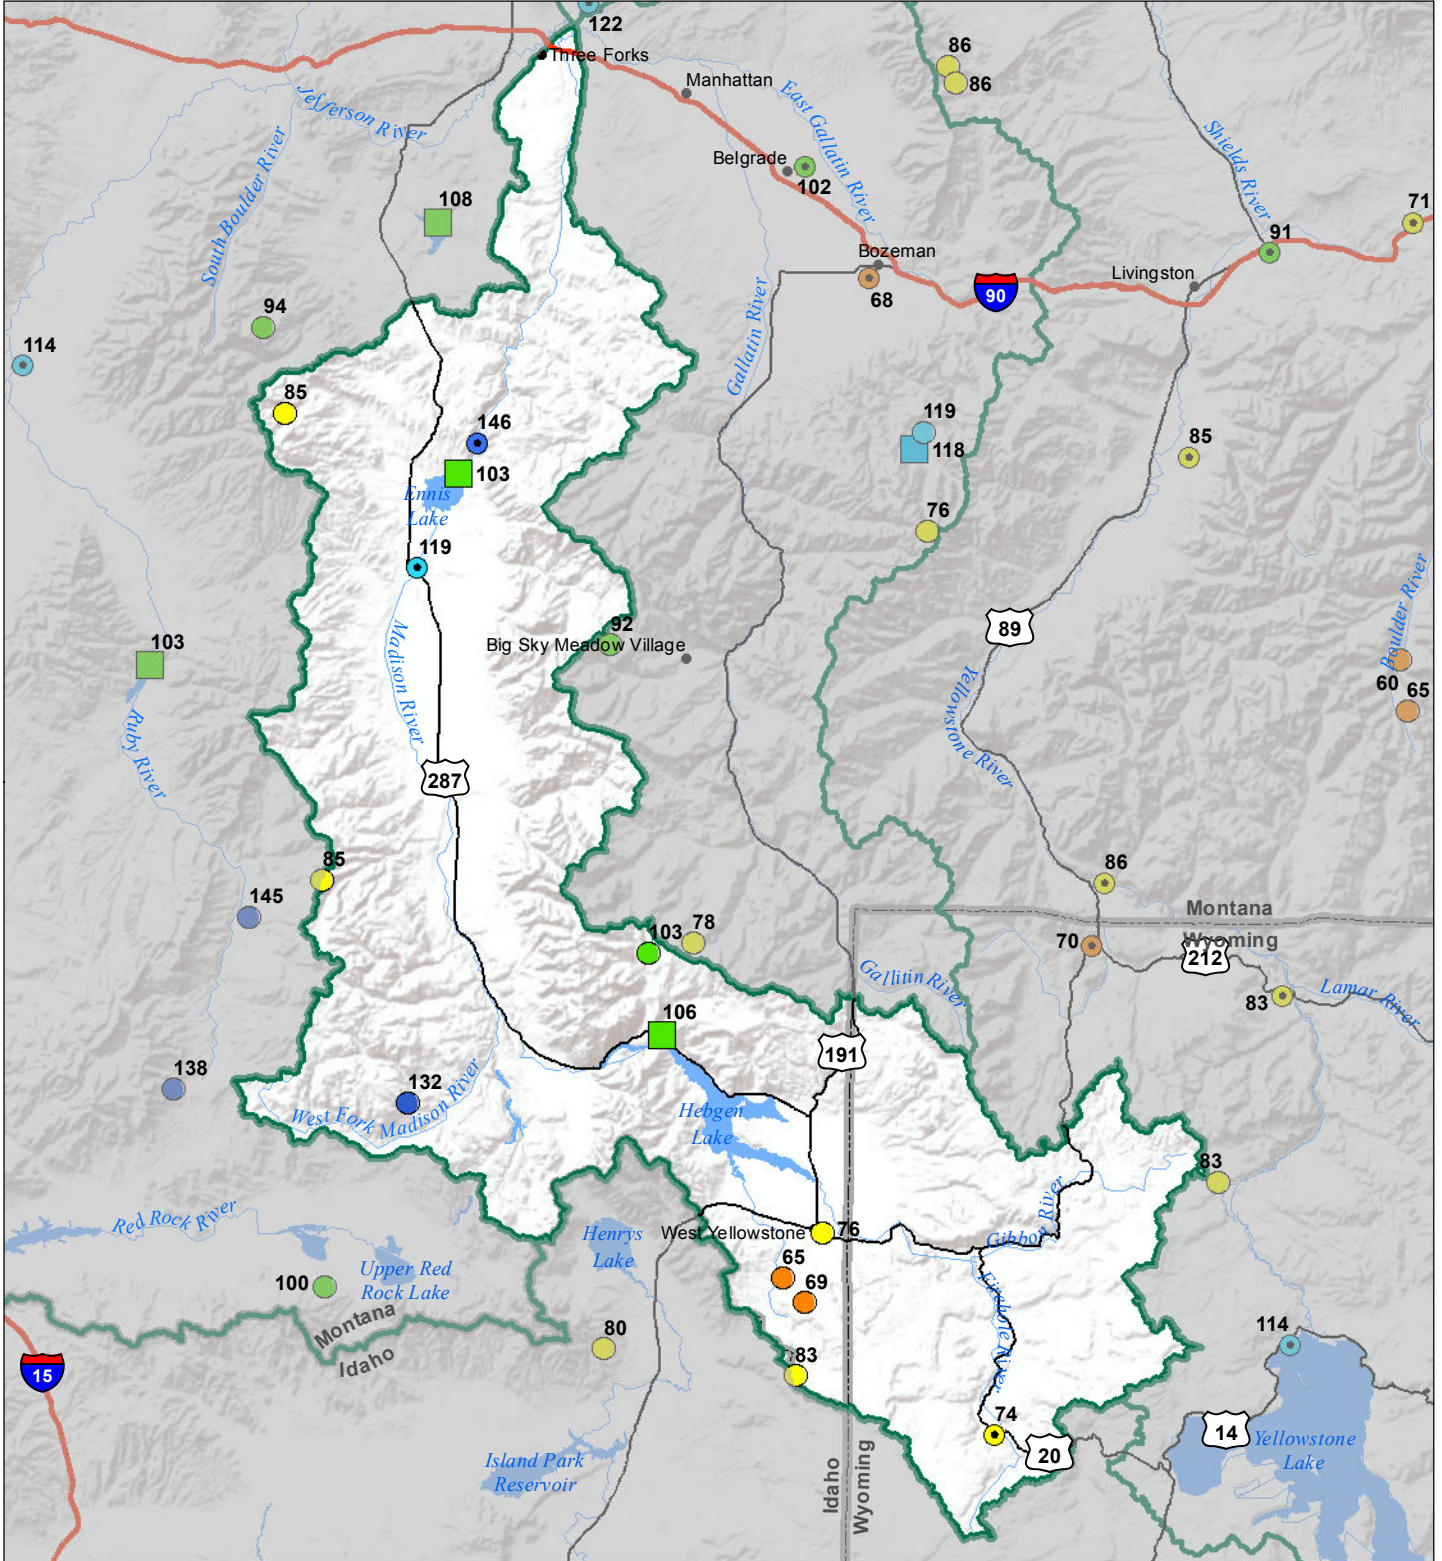 122
Three Forks
86
86
Manhattan
Jefferson River
East Gallatin River
Shields River
South Boulder River
Belgrade
102
108
71
91
Bozeman
68
90
Livingston
94
Gallatin River
114
85
146
119
118
85
103
Ennis
Lake
76
119
92
Big Sky Meadow Village
89
Boulder River
60
65
103
Madison River
Yellowstone River
Ruby River
287
85
86
145
Montana
Wyoming
103
78
70
212
Gallitin River
83
Lamar River
106
191
138
132
West Fork Madison River
Hebgen
Lake
83
Red Rock River
Henrys
Lake
West Yellowstone
76
Gibbon River
65
69
Upper Red
Rock Lake
100
Montana
Idaho
80
Firehole River
83
114
15
74
20
14
Yellowstone
Lake
Island Park
Reservoir
Idaho
Wyoming